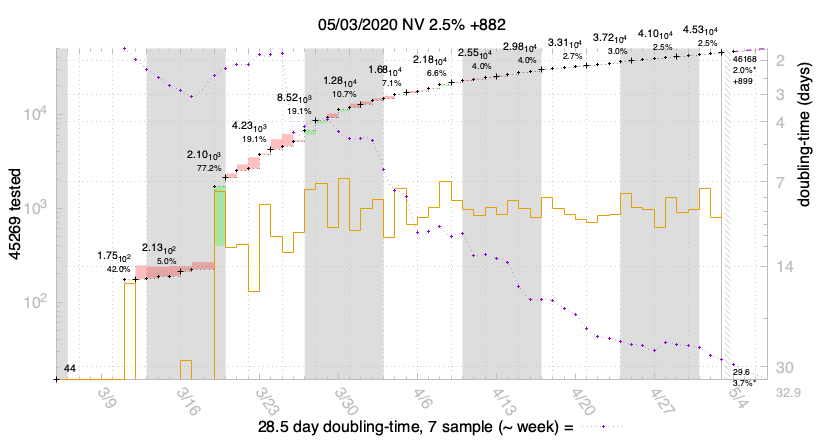 05/03/2020 NV 2.5% +882
3.31₁₀4 3.72₁₀4 4.10₁₀4 4.53₁₀4
2.7% 3.0% 2.5% 2.5%
1.28₁₀4 1.68₁₀4 2.18₁₀4 2.55₁₀4 2.98₁₀4
10.7% 7.1% 6.6% 4.0% 4.0%
46168
2.0%
+899
8.52₁₀3
19.1%
4.23₁₀3
19.1%
2.10₁₀3
77.2%
2.13₁₀2
5.0%
1.75₁₀2
42.0%
44
29.6
3.7%
10⁴
10³
10²
45269 tested
2
3
4
7
14
30
32.9
doubling-time (days)
3/9 3/16 3/23 3/30 4/6 4/13 4/20 4/27 5/4
28.5 day doubling-time, 7 sample (~ week) =